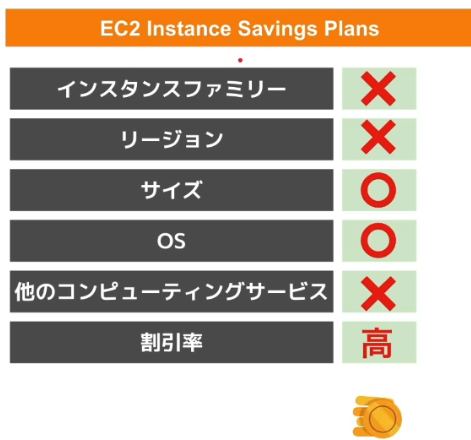 EC2 Instance Savings Plans
インスタンスファミリー ×
リージョン ×
サイズ ○
OS ○
他のコンピューティングサービス ×
割引率 高